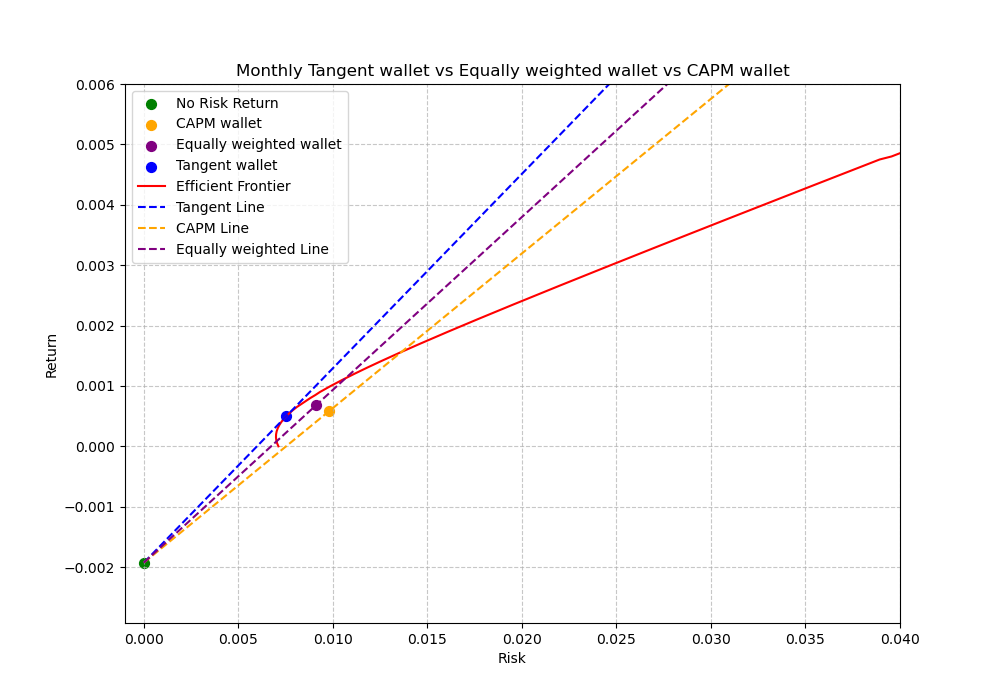 Monthly Tangent wallet vs Equally weighted wallet vs CAPM wallet
0.006
0.005
0.004
0.003
0.002
0.001
0.000
−0.001
−0.002
Return
No Risk Return
CAPM wallet
Equally weighted wallet
Tangent wallet
Efficient Frontier
Tangent Line
CAPM Line
Equally weighted Line
0.000 0.005 0.010 0.015 0.020 0.025 0.030 0.035 0.040
Risk